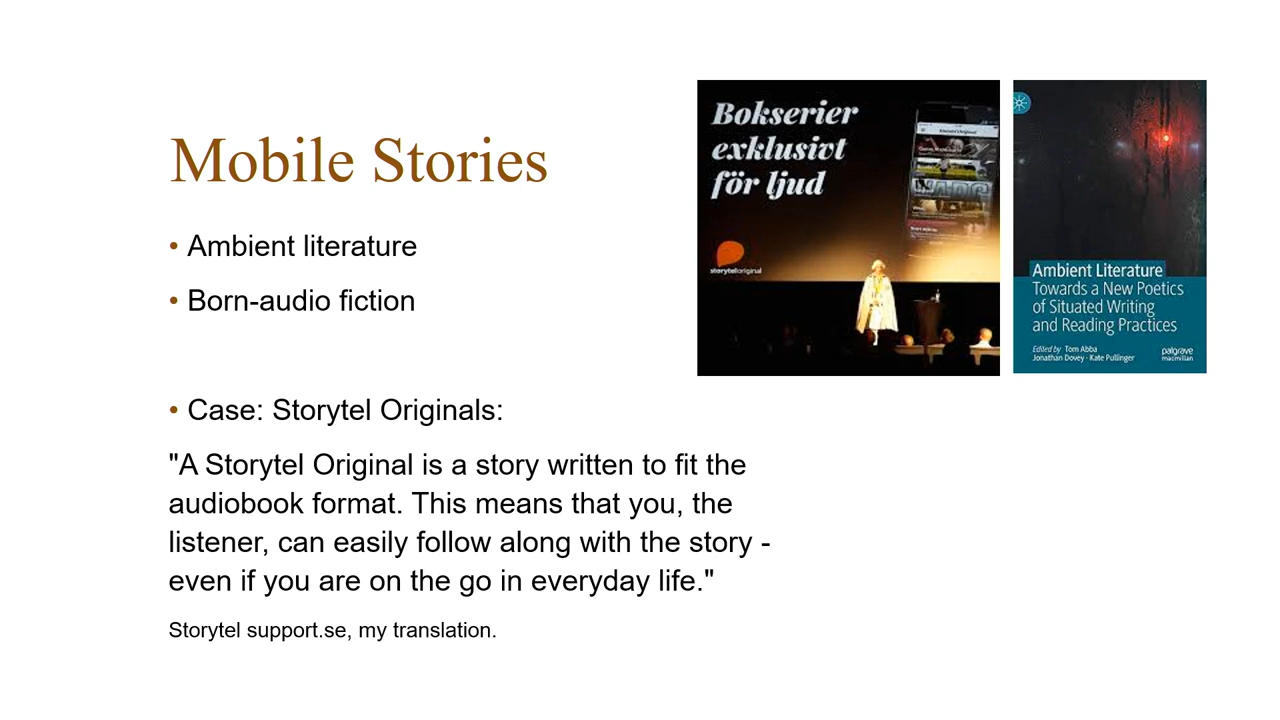 Mobile Stories
• Ambient literature
• Born-audio fiction
• Case: Storytel Originals:
"A Storytel Original is a story written to fit the
audiobook format. This means that you, the
listener, can easily follow along with the story -
even if you are on the go in everyday life."
Storytel support.se, my translation.
Bokserier
exklusivt
för ljud
storyteloriginal
Ambient Literature
Towards a New Poetics
of Situated Writing
and Reading Practices
Edited by Tom Abba
Jonathan Dovey · Kate Pullinger
palgrave
macmillan